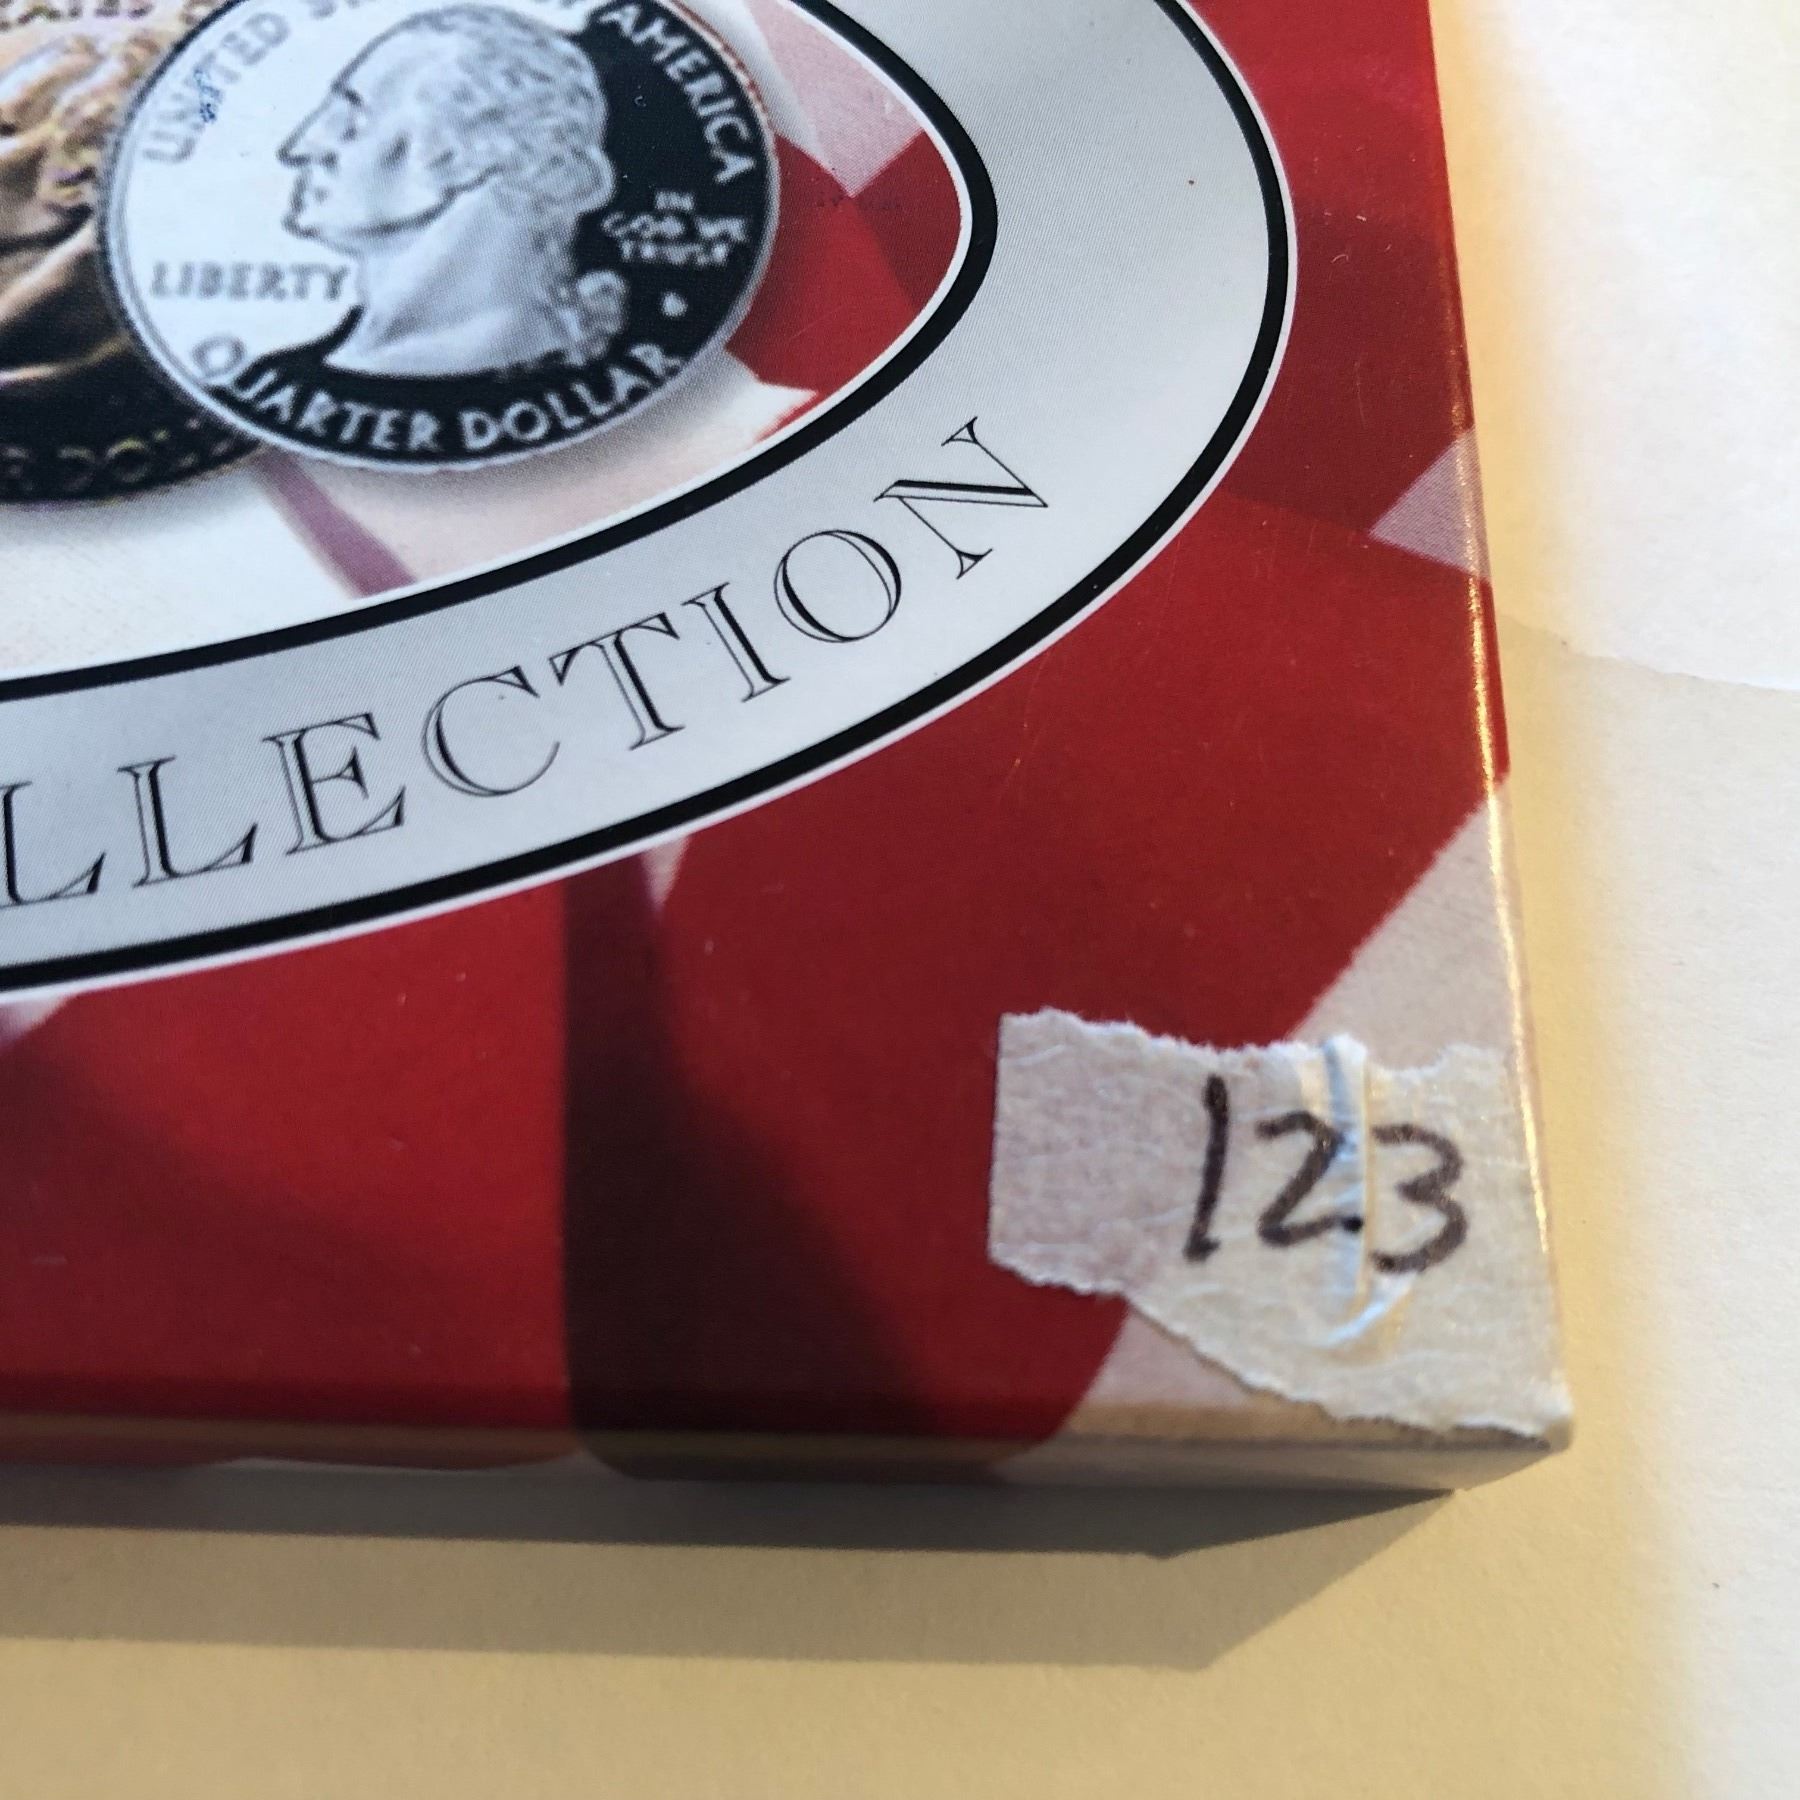 UNITED STATES OF AMERICA
LIBERTY
IN GOD WE TRUST
QUARTER DOLLAR
LLECTION
123